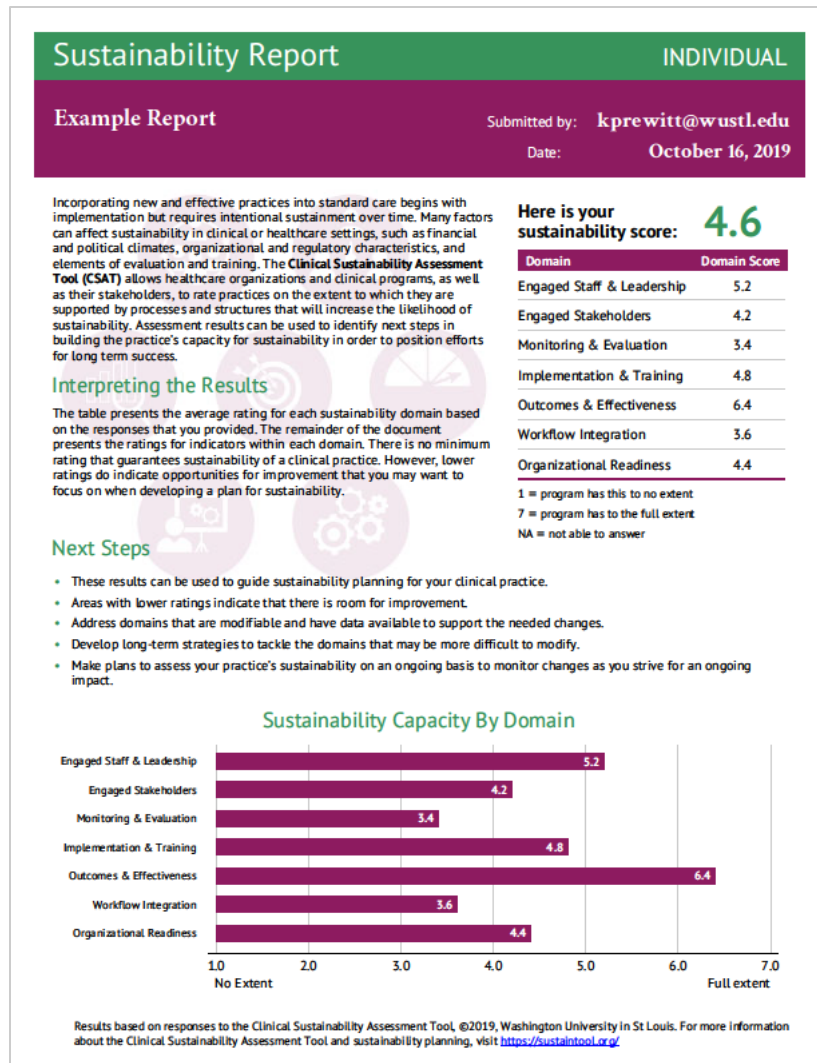 Sustainability Report
INDIVIDUAL
Example Report
Submitted by: kprewitt@wustl.edu
Date: October 16, 2019
Incorporating new and effective practices into standard care begins with
implementation but requires intentional sustainment over time. Many factors
can affect sustainability in clinical or healthcare settings, such as financial
and political climates, organizational and regulatory characteristics, and
elements of evaluation and training. The Clinical Sustainability Assessment
Tool (CSAT) allows healthcare organizations and clinical programs, as well
as their stakeholders, to rate practices on the extent to which they are
supported by processes and structures that will increase the likelihood of
sustainability. Assessment results can be used to identify next steps in
building the practice's capacity for sustainability in order to position efforts
for long term success.
Interpreting the Results
The table presents the average rating for each sustainability domain based
on the responses that you provided. The remainder of the document
presents the ratings for indicators within each domain. There is no minimum
rating that guarantees sustainability of a clinical practice. However, lower
ratings do indicate opportunities for improvement that you may want to
focus on when developing a plan for sustainability.
Here is your
sustainability score: 4.6
Domain Domain Score
Engaged Staff & Leadership 5.2
Engaged Stakeholders 4.2
Monitoring & Evaluation 3.4
Implementation & Training 4.8
Outcomes & Effectiveness 6.4
Workflow Integration 3.6
Organizational Readiness 4.4
1 = program has this to no extent
7 = program has to the full extent
NA = not able to answer
Next Steps
• These results can be used to guide sustainability planning for your clinical practice.
• Areas with lower ratings indicate that there is room for improvement.
• Address domains that are modifiable and have data available to support the needed changes.
• Develop long-term strategies to tackle the domains that may be more difficult to modify.
• Make plans to assess your practice's sustainability on an ongoing basis to monitor changes as you strive for an ongoing
impact.
Sustainability Capacity By Domain
Engaged Staff & Leadership 5.2
Engaged Stakeholders 4.2
Monitoring & Evaluation 3.4
Implementation & Training 4.8
Outcomes & Effectiveness 6.4
Workflow Integration 3.6
Organizational Readiness 4.4
1.0 2.0 3.0 4.0 5.0 6.0 7.0
No Extent Full extent
Results based on responses to the Clinical Sustainability Assessment Tool, ©2019, Washington University in St Louis. For more information
about the Clinical Sustainability Assessment Tool and sustainability planning, visit https://sustaintool.org/